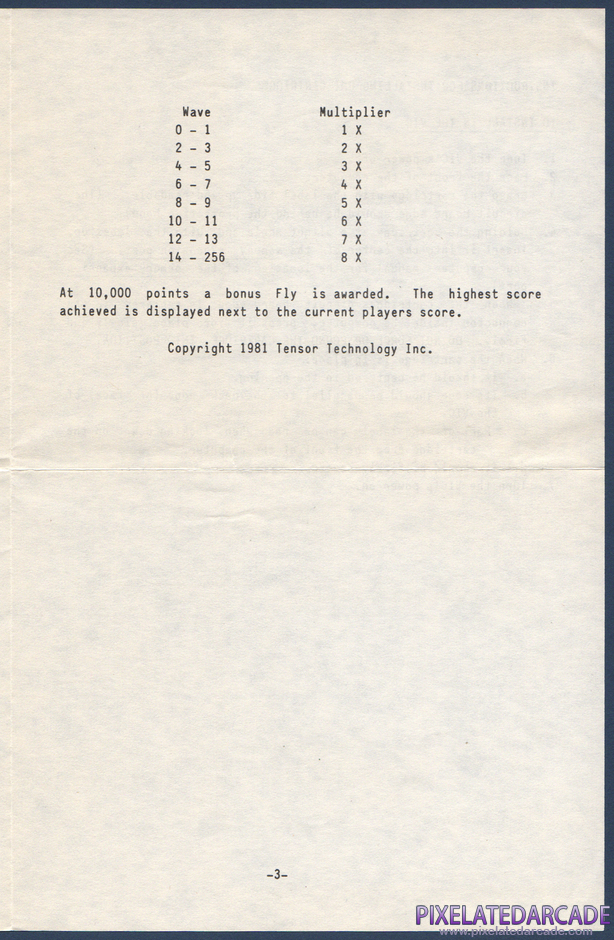 Wave Multiplier
0 - 1 1 X
2 - 3 2 X
4 - 5 3 X
6 - 7 4 X
8 - 9 5 X
10 - 11 6 X
12 - 13 7 X
14 - 256 8 X
At 10,000 points a bonus Fly is awarded. The highest score
achieved is displayed next to the current players score.
Copyright 1981 Tensor Technology Inc.
-3-
PIXELATEDARCADE
www.pixelatedarcade.com